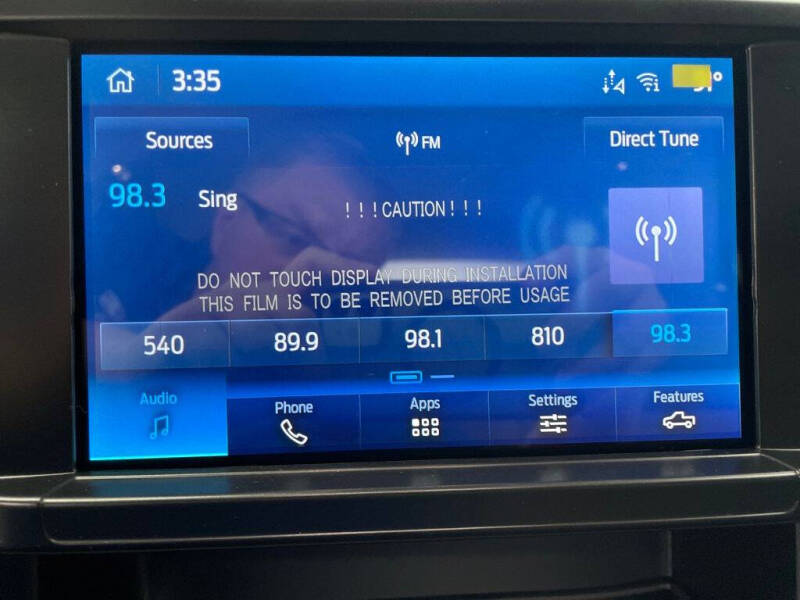 3:35
Sources
FM
Direct Tune
98.3
Sing
!!!CAUTION!!!
DO NOT TOUCH DISPLAY DURING INSTALLATION
THIS FILM IS TO BE REMOVED BEFORE USAGE
540 89.9 98.1 810 98.3
Audio Phone Apps Settings Features